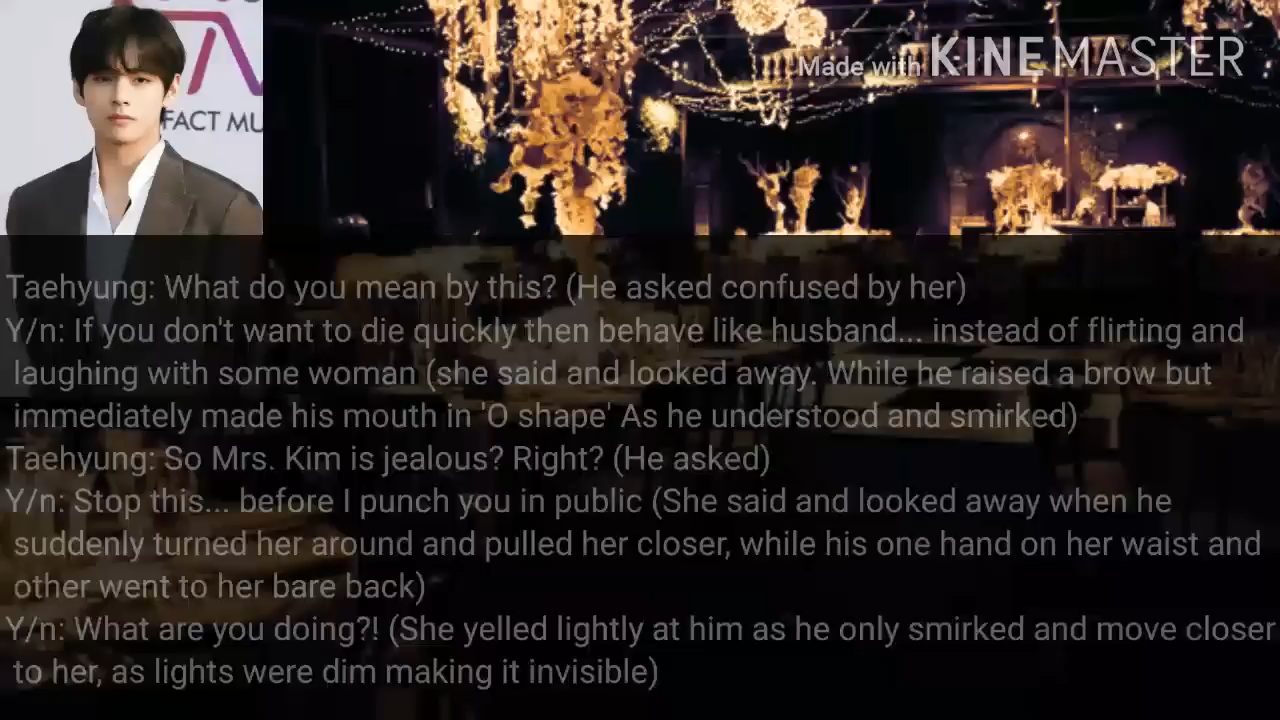 FACT MU
Made with KINEMASTER
Taehyung: What do you mean by this? (He asked confused by her)
Y/n: If you don't want to die quickly then behave like husband... instead of flirting and
laughing with some woman (she said and looked away. While he raised a brow but
immediately made his mouth in 'O shape' As he understood and smirked)
Taehyung: So Mrs. Kim is jealous? Right? (He asked)
Y/n: Stop this... before I punch you in public (She said and looked away when he
suddenly turned her around and pulled her closer, while his one hand on her waist and
other went to her bare back)
Y/n: What are you doing?! (She yelled lightly at him as he only smirked and move closer
to her, as lights were dim making it invisible)